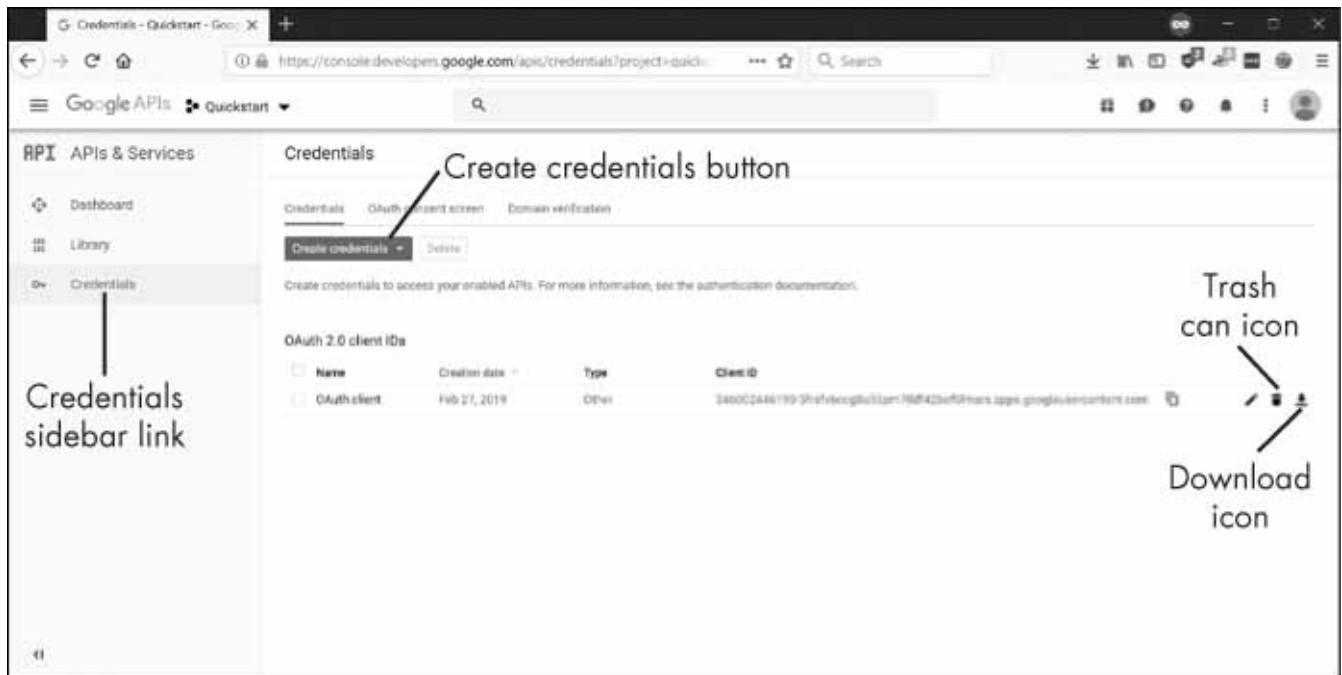 Credentials - Quickstart - Goo
https://console.developers.google.com/apis/credentials?project=quick
Search
Google APIs Quickstart
API APIs & Services
Credentials
Create credentials button
Dashboard
Credentials OAuth consent screen Domain verification
Library
Create credentials Delete
Credentials
Create credentials to access your enabled APIs. For more information, see the authentication documentation.
Trash
can icon
OAuth 2.0 client IDs
Name Creation date Type Client ID
OAuth client Feb 27, 2019 Other
Credentials
sidebar link
Download
icon